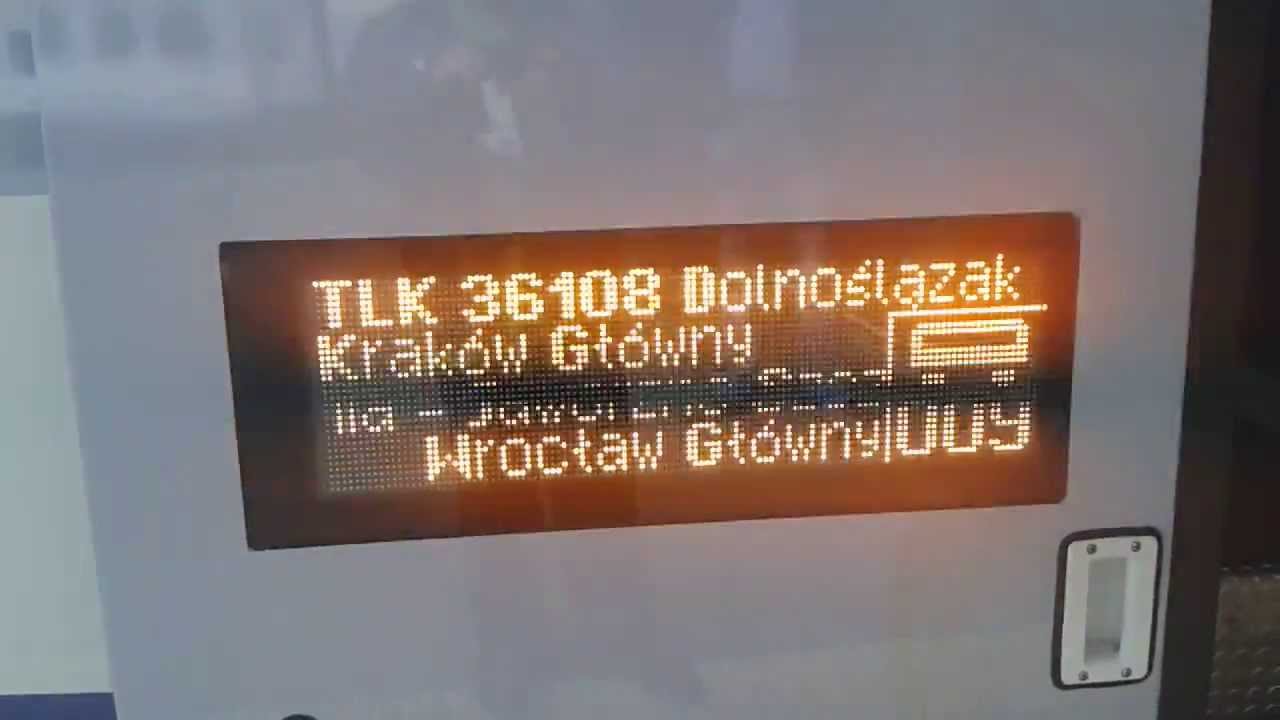 TLK 36108 Dolnoślązak
Kraków Główny
Wrocław Główny 009